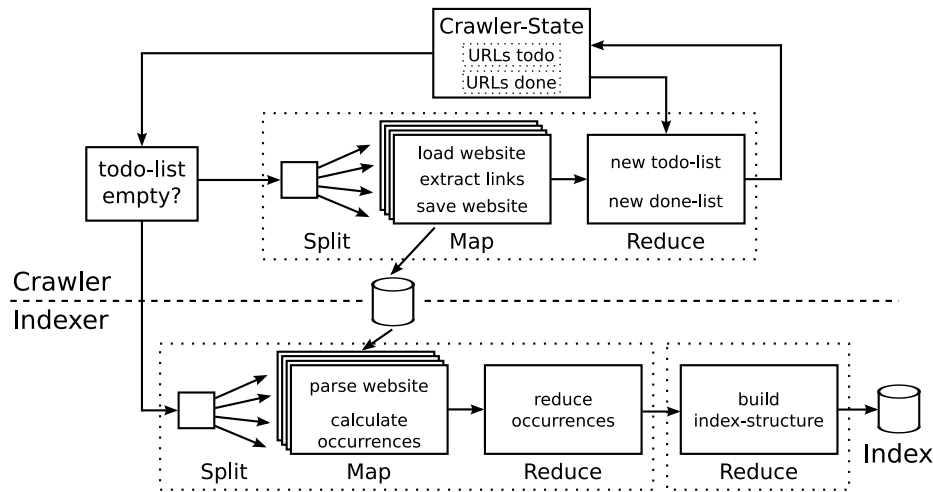 Crawler-State
URLs todo
URLs done
todo-list
empty?
load website
extract links
save website
new todo-list
new done-list
Split
Map
Reduce
Crawler
Indexer
parse website
calculate
occurrences
reduce
occurrences
build
index-structure
Split
Map
Reduce
Reduce
Index